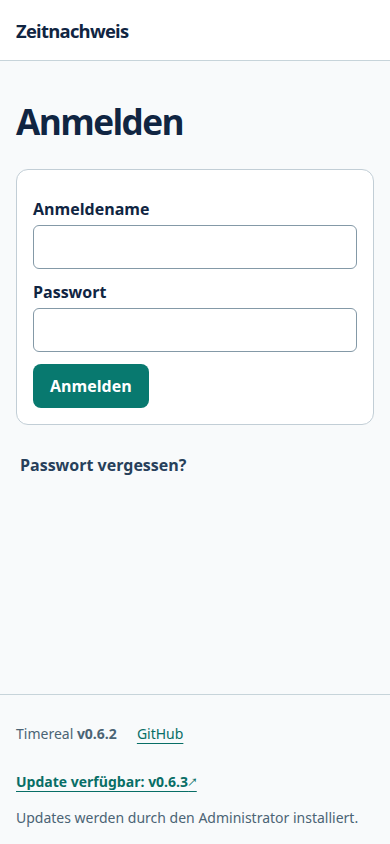 Zeitnachweis
Anmelden
Anmeldename
Passwort
Anmelden
Passwort vergessen?
Timereal v0.6.2 GitHub
Update verfügbar: v0.6.3↗
Updates werden durch den Administrator installiert.